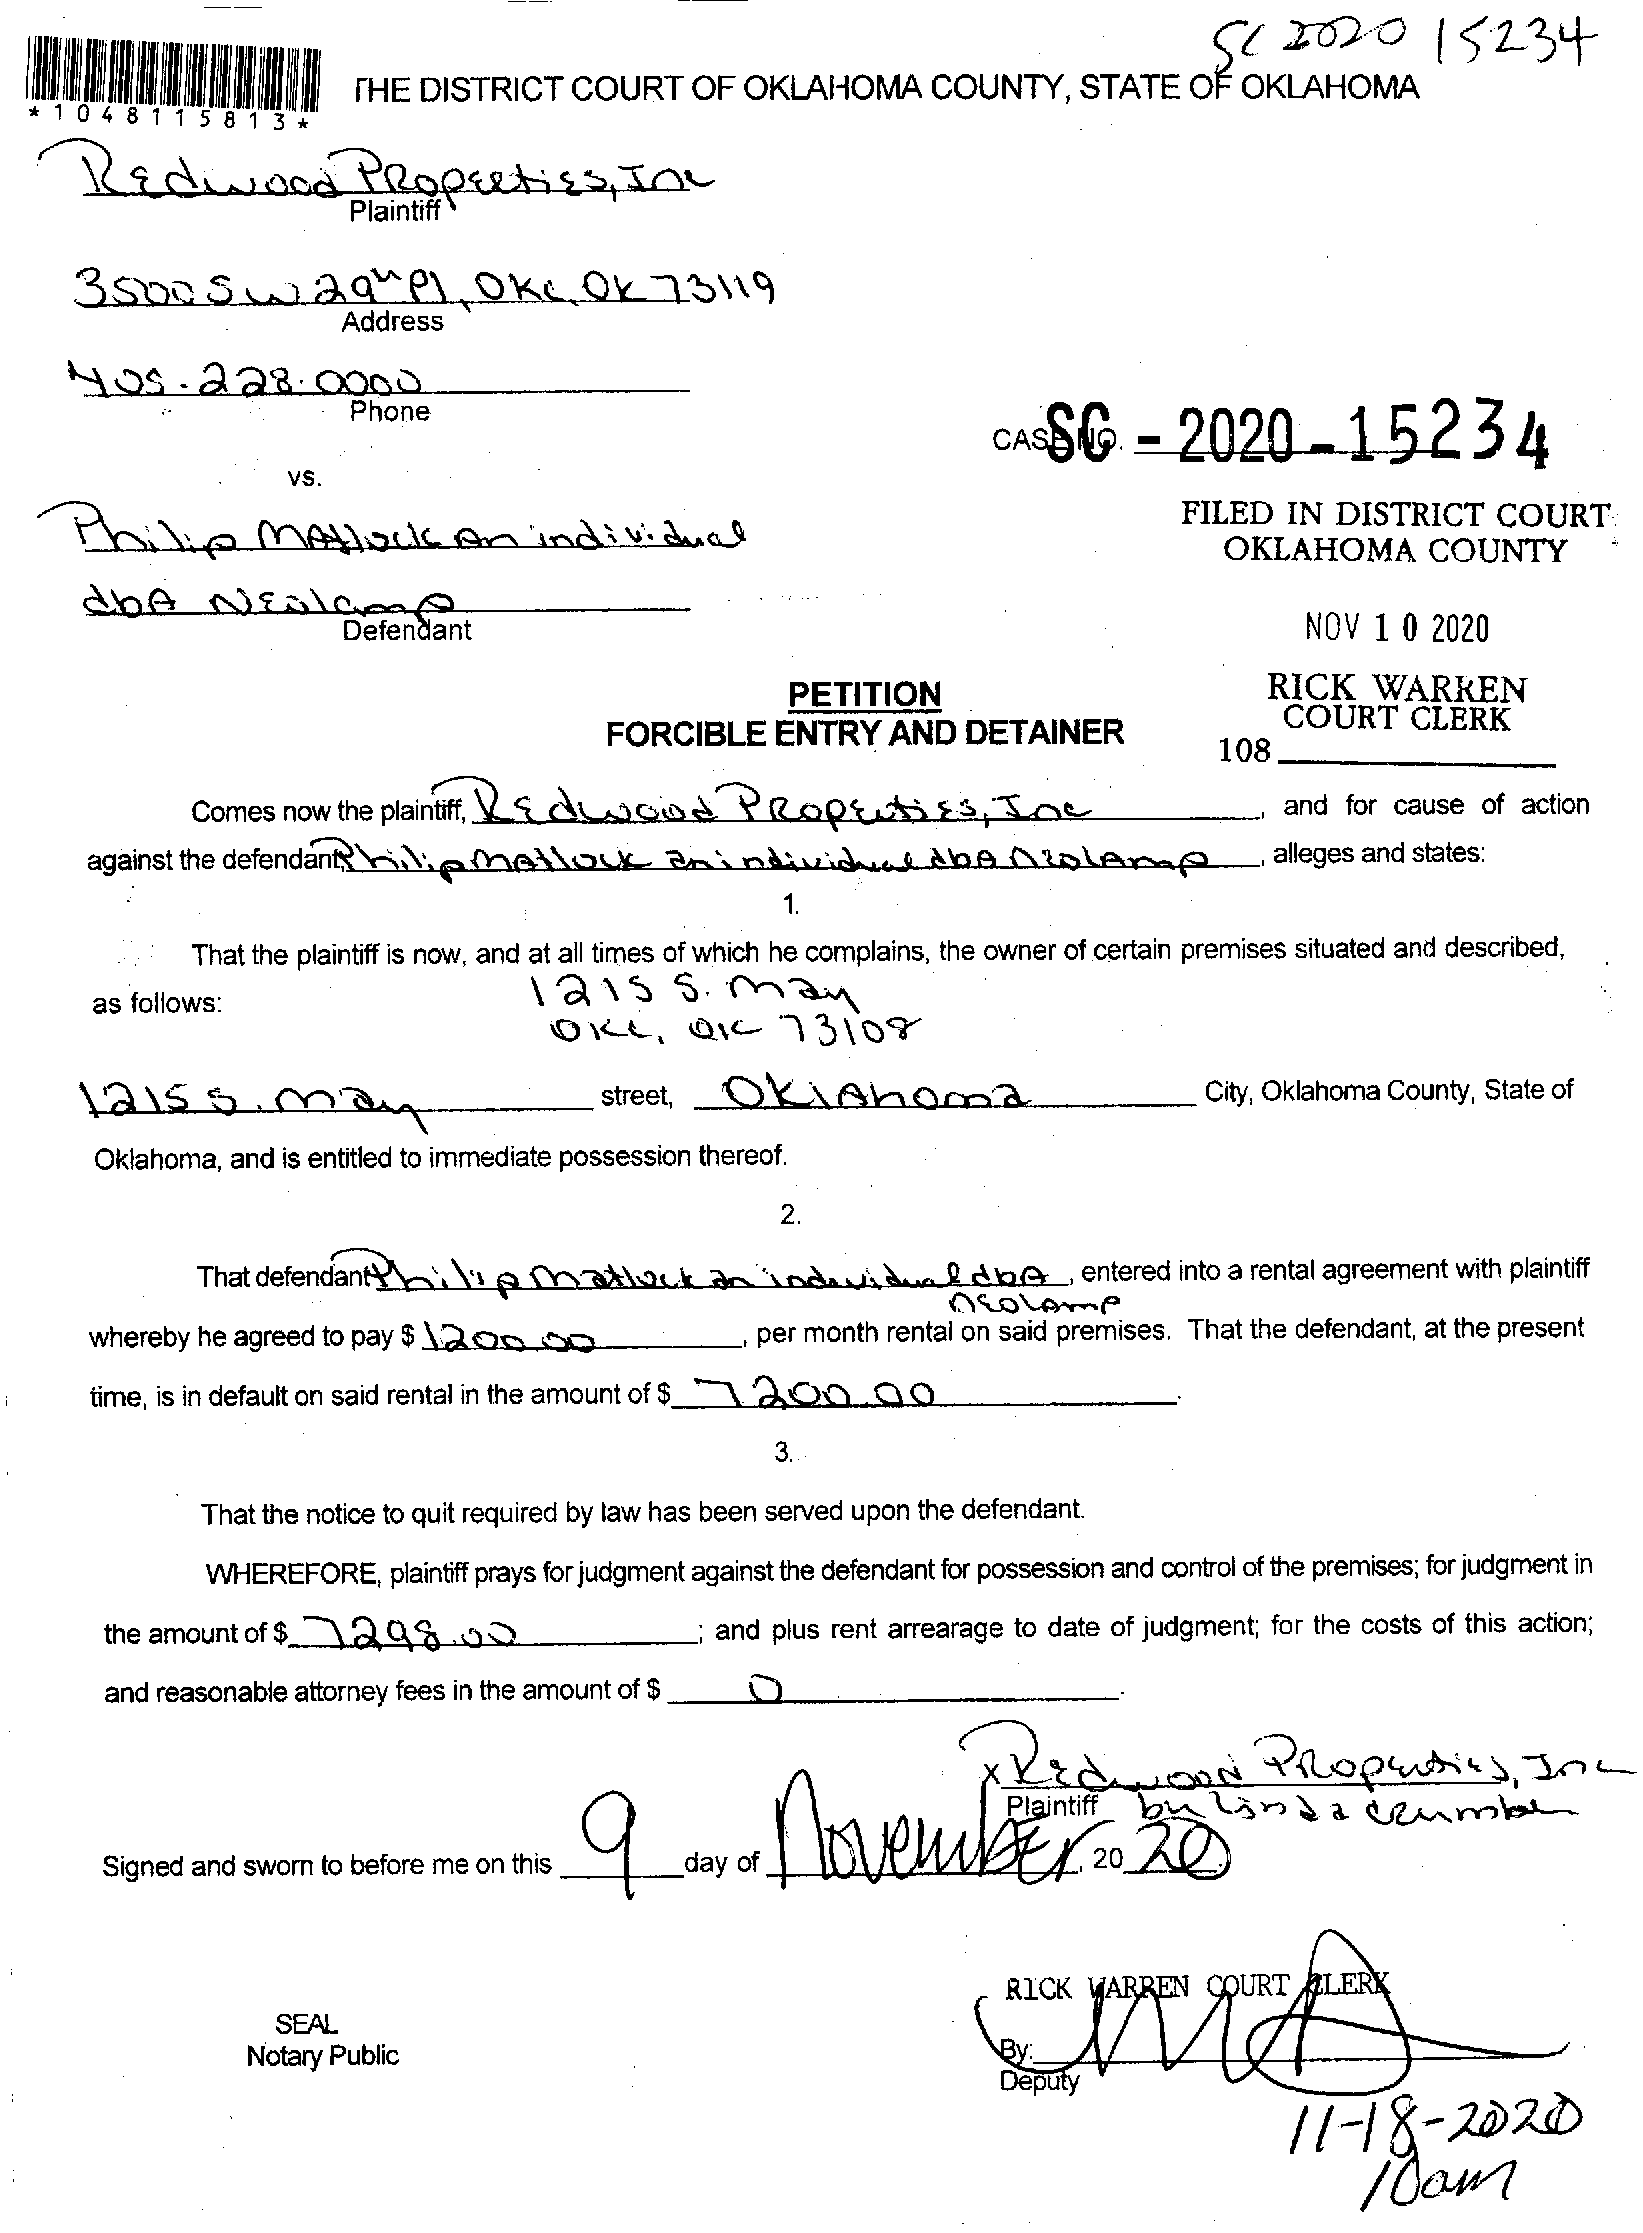 SC 2020 15234
THE DISTRICT COURT OF OKLAHOMA COUNTY, STATE OF OKLAHOMA
*1048115813*
Redwood Properties, Inc
Plaintiff
3500 SW 29th Pl, OKC, OK 73119
Address
405-228-0000
Phone
CASE NO. SC - 2020 - 15234
vs.
FILED IN DISTRICT COURT
OKLAHOMA COUNTY
Philip Matlock an individual
dbA Neolamp
Defendant
NOV 10 2020
RICK WARREN
COURT CLERK
108
PETITION
FORCIBLE ENTRY AND DETAINER
Comes now the plaintiff, Redwood Properties, Inc, and for cause of action
against the defendant Philip Matlock an individual dbA Neolamp, alleges and states:
1.
That the plaintiff is now, and at all times of which he complains, the owner of certain premises situated and described,
as follows: 1215 S. May
OKC, OK 73108
1215 S. May street, Oklahoma City, Oklahoma County, State of
Oklahoma, and is entitled to immediate possession thereof.
2.
That defendant Philip Matlock an individual dbA, entered into a rental agreement with plaintiff
Neolamp
whereby he agreed to pay $ 1200.00, per month rental on said premises. That the defendant, at the present
time, is in default on said rental in the amount of $ 7200.00.
3.
That the notice to quit required by law has been served upon the defendant.
WHEREFORE, plaintiff prays for judgment against the defendant for possession and control of the premises; for judgment in
the amount of $ 7298.00; and plus rent arrearage to date of judgment; for the costs of this action;
and reasonable attorney fees in the amount of $ 0.
x Redwood Properties, Inc
Plaintiff by Linda Crumbee
Signed and sworn to before me on this 9 day of November, 20 20
RICK WARREN COURT CLERK
SEAL
Notary Public
By:
Deputy
11-18-2020
10am